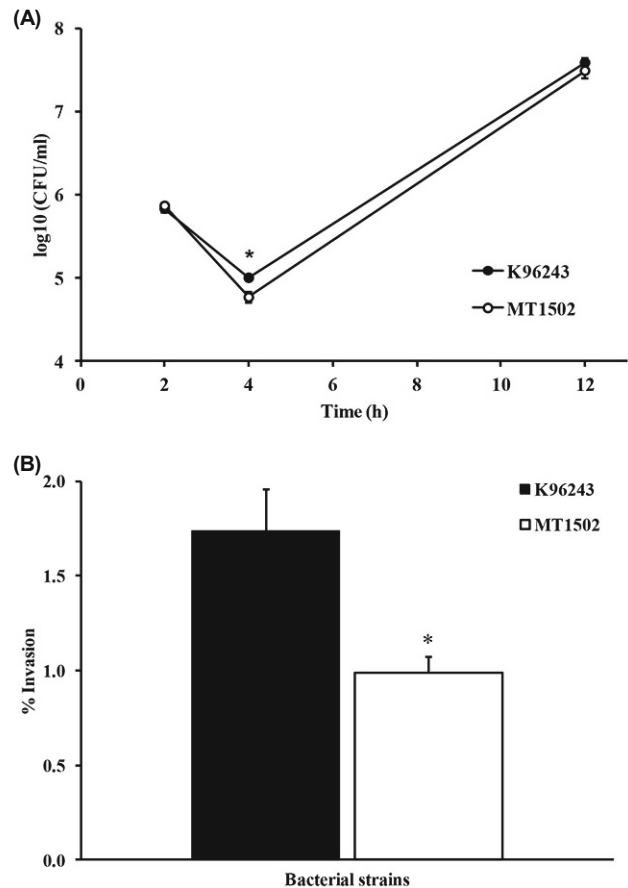 (A)
8
7
6
5
4
log10 (CFU/ml)
*
K96243
MT1502
0 2 4 6 8 10 12
Time (h)
(B)
2.0
1.5
1.0
0.5
0.0
% Invasion
K96243
MT1502
*
Bacterial strains